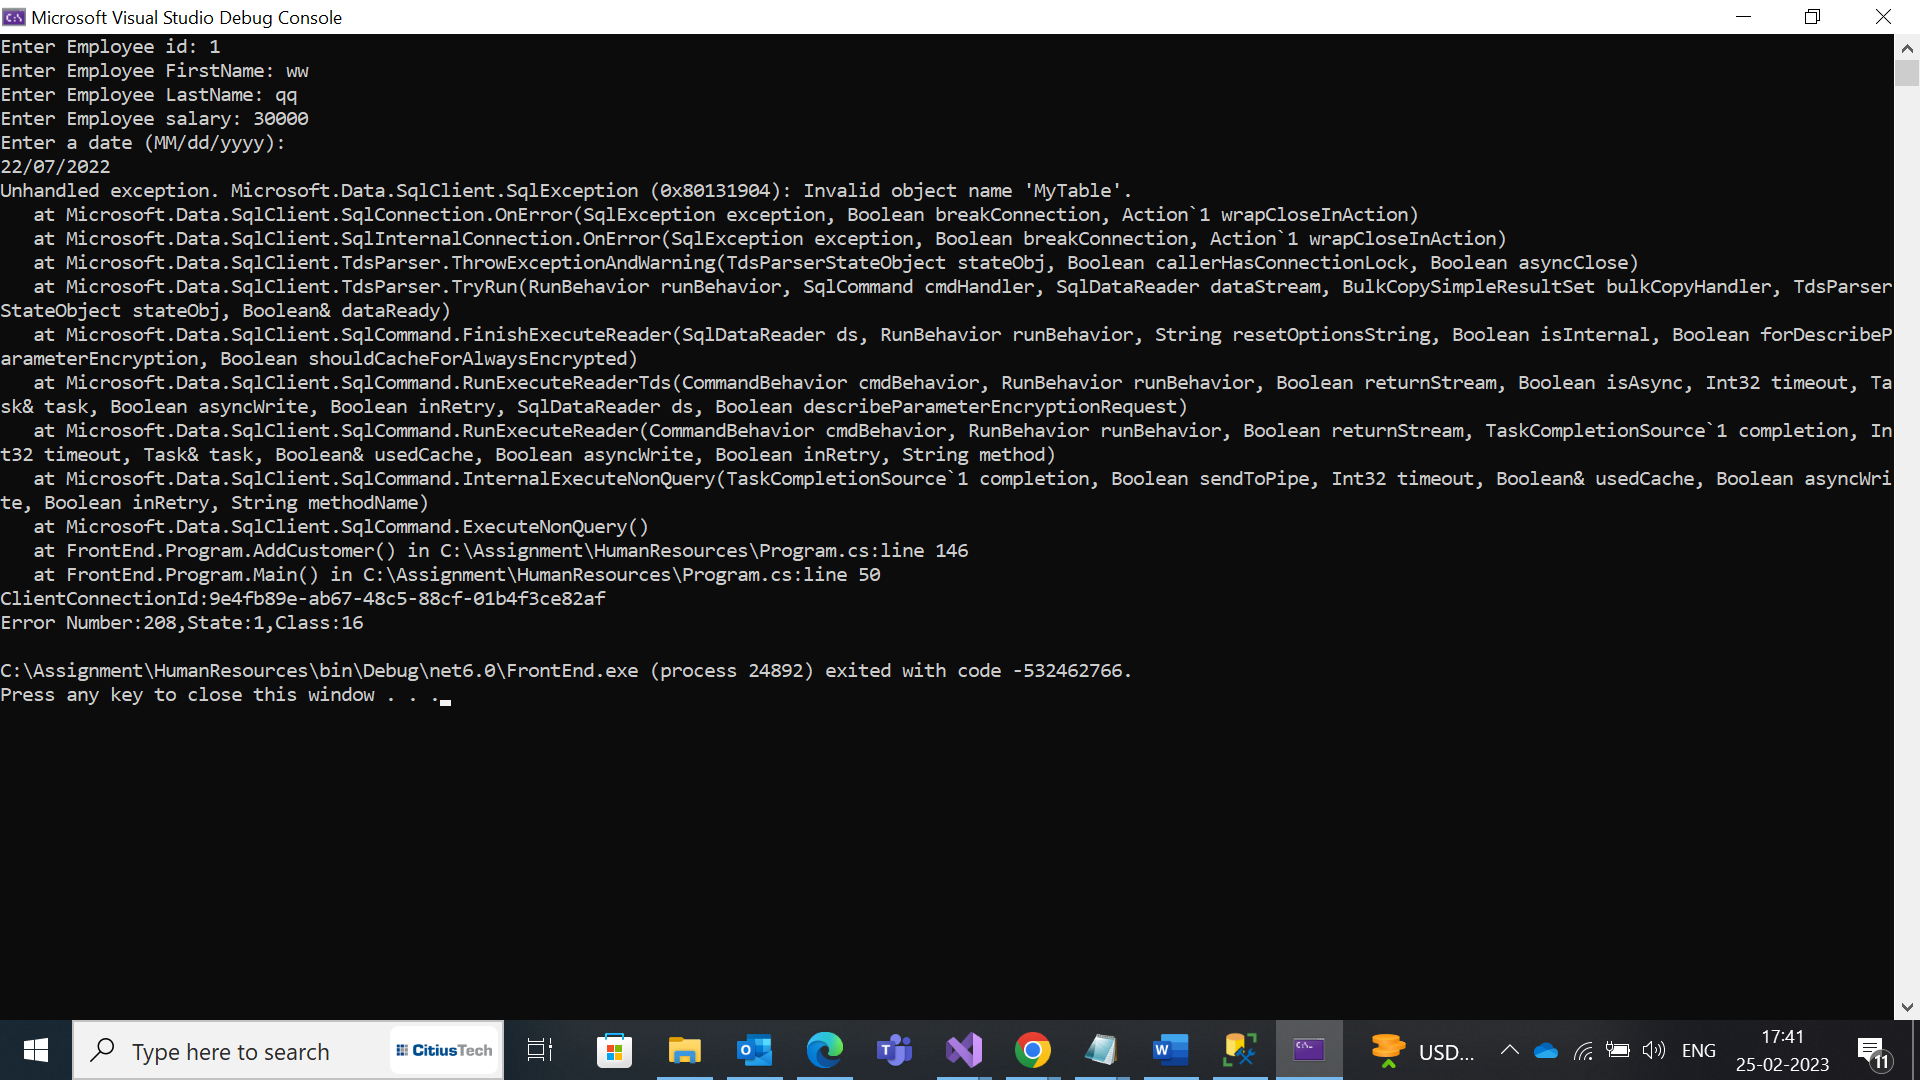 Microsoft Visual Studio Debug Console
Enter Employee id: 1
Enter Employee FirstName: ww
Enter Employee LastName: qq
Enter Employee salary: 30000
Enter a date (MM/dd/yyyy):
22/07/2022
Unhandled exception. Microsoft.Data.SqlClient.SqlException (0x80131904): Invalid object name 'MyTable'.
   at Microsoft.Data.SqlClient.SqlConnection.OnError(SqlException exception, Boolean breakConnection, Action`1 wrapCloseInAction)
   at Microsoft.Data.SqlClient.SqlInternalConnection.OnError(SqlException exception, Boolean breakConnection, Action`1 wrapCloseInAction)
   at Microsoft.Data.SqlClient.TdsParser.ThrowExceptionAndWarning(TdsParserStateObject stateObj, Boolean callerHasConnectionLock, Boolean asyncClose)
   at Microsoft.Data.SqlClient.TdsParser.TryRun(RunBehavior runBehavior, SqlCommand cmdHandler, SqlDataReader dataStream, BulkCopySimpleResultSet bulkCopyHandler, TdsParser
StateObject stateObj, Boolean& dataReady)
   at Microsoft.Data.SqlClient.SqlCommand.FinishExecuteReader(SqlDataReader ds, RunBehavior runBehavior, String resetOptionsString, Boolean isInternal, Boolean forDescribeP
arameterEncryption, Boolean shouldCacheForAlwaysEncrypted)
   at Microsoft.Data.SqlClient.SqlCommand.RunExecuteReaderTds(CommandBehavior cmdBehavior, RunBehavior runBehavior, Boolean returnStream, Boolean isAsync, Int32 timeout, Ta
sk& task, Boolean asyncWrite, Boolean inRetry, SqlDataReader ds, Boolean describeParameterEncryptionRequest)
   at Microsoft.Data.SqlClient.SqlCommand.RunExecuteReader(CommandBehavior cmdBehavior, RunBehavior runBehavior, Boolean returnStream, TaskCompletionSource`1 completion, In
t32 timeout, Task& task, Boolean& usedCache, Boolean asyncWrite, Boolean inRetry, String method)
   at Microsoft.Data.SqlClient.SqlCommand.InternalExecuteNonQuery(TaskCompletionSource`1 completion, Boolean sendToPipe, Int32 timeout, Boolean& usedCache, Boolean asyncWri
te, Boolean inRetry, String methodName)
   at Microsoft.Data.SqlClient.SqlCommand.ExecuteNonQuery()
   at FrontEnd.Program.AddCustomer() in C:\Assignment\HumanResources\Program.cs:line 146
   at FrontEnd.Program.Main() in C:\Assignment\HumanResources\Program.cs:line 50
ClientConnectionId:9e4fb89e-ab67-48c5-88cf-01b4f3ce82af
Error Number:208,State:1,Class:16
C:\Assignment\HumanResources\bin\Debug\net6.0\FrontEnd.exe (process 24892) exited with code -532462766.
Press any key to close this window . . .
Type here to search
CitiusTech
USD...
ENG
17:41
25-02-2023
11